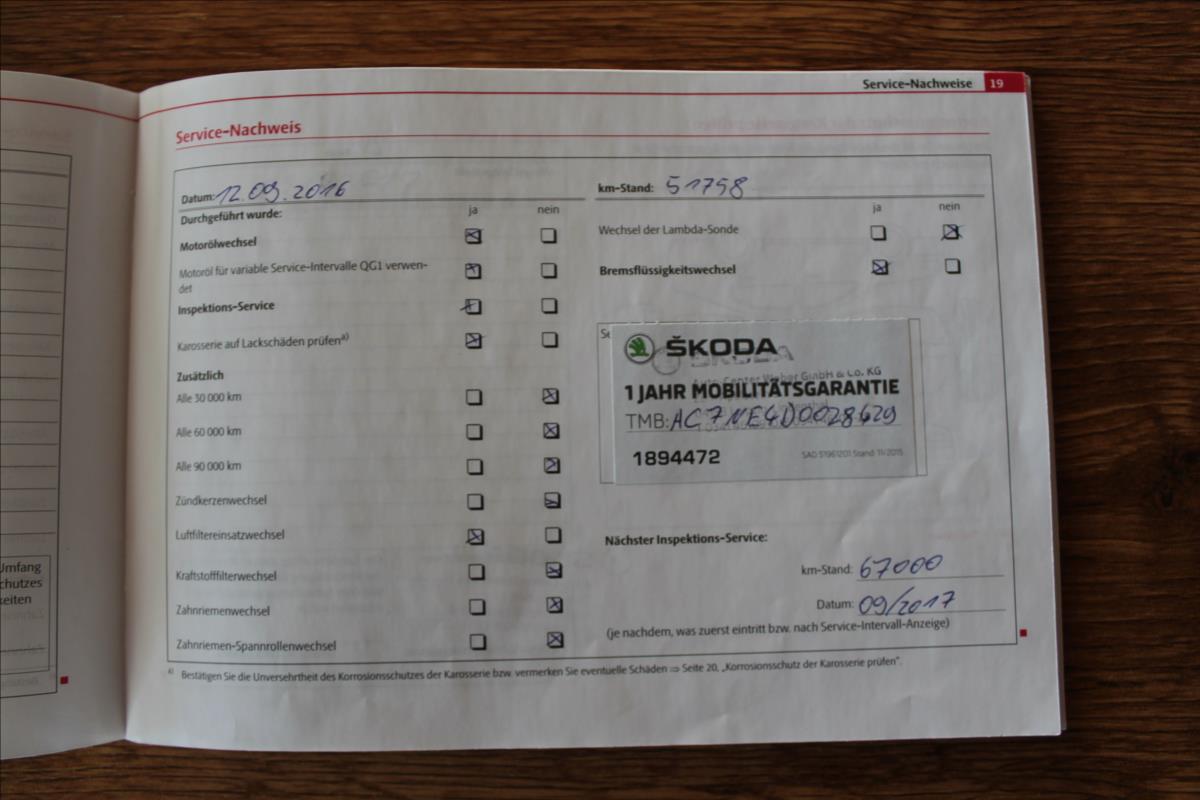 Service-Nachweise 19
Service-Nachweis
Datum: 12.09.2016
km-Stand: 51758
Durchgeführt wurde:
ja nein
Motorölwechsel
Motoröl für variable Service-Intervalle QG1 verwen-
det
Inspektions-Service
Karosserie auf Lackschäden prüfen a)
Zusätzlich
Alle 30 000 km
Alle 60 000 km
Alle 90 000 km
Zündkerzenwechsel
Luftfiltereinsatzwechsel
Kraftstofffilterwechsel
Zahnriemenwechsel
Zahnriemen-Spannrollenwechsel
ja nein
Wechsel der Lambda-Sonde
Bremsflüssigkeitswechsel
ŠKODA
GmbH & Co. KG
1 JAHR MOBILITÄTSGARANTIE
TMB: AC7NE4D0028629
1894472
SAD 51961201 Stand: 11/2015
Nächster Inspektions-Service:
km-Stand: 67000
Datum: 09/2017
(je nachdem, was zuerst eintritt bzw. nach Service-Intervall-Anzeige)
a) Bestätigen Sie die Unversehrtheit des Korrosionsschutzes der Karosserie bzw. vermerken Sie eventuelle Schäden ⇒ Seite 20, „Korrosionsschutz der Karosserie prüfen“.
Umfang
chutzes
keiten